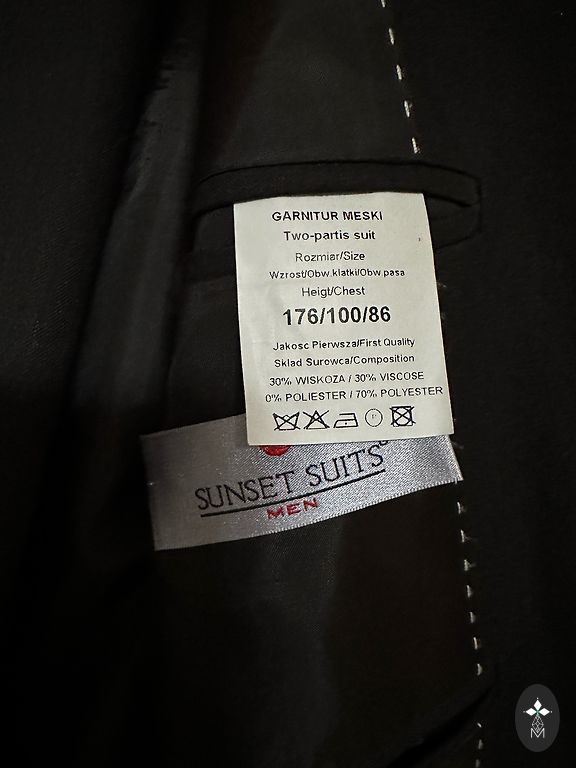 GARNITUR MESKI
Two-partis suit
Rozmiar/Size
Wzrost/Obw.klatki/Obw.pasa
Heigt/Chest
176/100/86
Jakosc Pierwsza/First Quality
Sklad Surowca/Composition
30% WISKOZA / 30% VISCOSE
0% POLIESTER / 70% POLYESTER
P
SUNSET SUITS
MEN
M